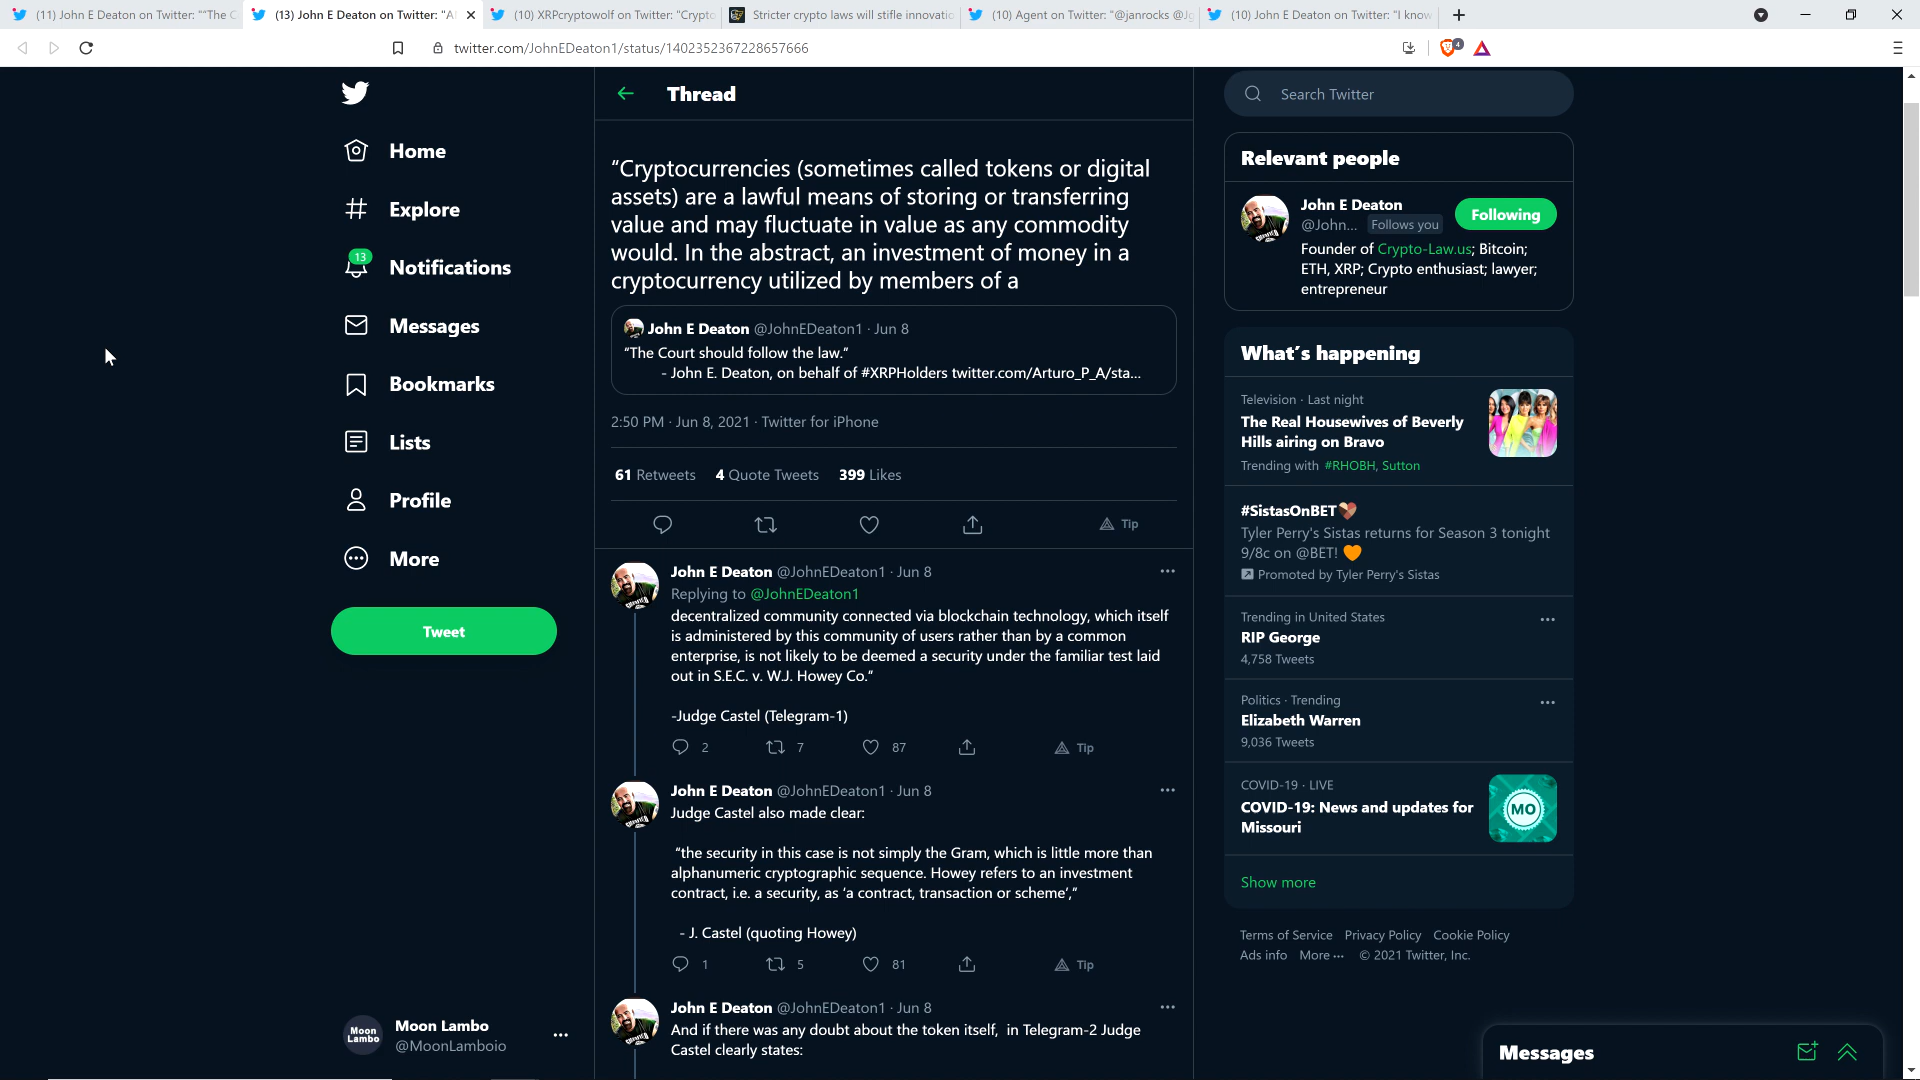 (11) John E Deaton on Twitter: "“The C
(13) John E Deaton on Twitter: "A
(10) XRPcryptowolf on Twitter: "Crypto
Stricter crypto laws will stifle innovatio
(10) Agent on Twitter: "@janrocks @Jg
(10) John E Deaton on Twitter: "I know
twitter.com/JohnEDeaton1/status/1402352367228657666
4
Home
Explore
13
Notifications
Messages
Bookmarks
Lists
Profile
More
Tweet
Moon Lambo
Moon Lambo
@MoonLamboio
Thread
“Cryptocurrencies (sometimes called tokens or digital
assets) are a lawful means of storing or transferring
value and may fluctuate in value as any commodity
would. In the abstract, an investment of money in a
cryptocurrency utilized by members of a
John E Deaton @JohnEDeaton1 · Jun 8
“The Court should follow the law.”
- John E. Deaton, on behalf of #XRPHolders twitter.com/Arturo_P_A/sta...
2:50 PM · Jun 8, 2021 · Twitter for iPhone
61 Retweets 4 Quote Tweets 399 Likes
Tip
John E Deaton @JohnEDeaton1 · Jun 8
Replying to @JohnEDeaton1
decentralized community connected via blockchain technology, which itself
is administered by this community of users rather than by a common
enterprise, is not likely to be deemed a security under the familiar test laid
out in S.E.C. v. W.J. Howey Co.”
-Judge Castel (Telegram-1)
2 7 87 Tip
John E Deaton @JohnEDeaton1 · Jun 8
Judge Castel also made clear:
“the security in this case is not simply the Gram, which is little more than
alphanumeric cryptographic sequence. Howey refers to an investment
contract, i.e. a security, as ‘a contract, transaction or scheme’,”
- J. Castel (quoting Howey)
1 5 81 Tip
John E Deaton @JohnEDeaton1 · Jun 8
And if there was any doubt about the token itself, in Telegram-2 Judge
Castel clearly states:
Search Twitter
Relevant people
John E Deaton
@John... Follows you
Following
Founder of Crypto-Law.us; Bitcoin;
ETH, XRP; Crypto enthusiast; lawyer;
entrepreneur
What’s happening
Television · Last night
The Real Housewives of Beverly
Hills airing on Bravo
Trending with #RHOBH, Sutton
#SistasOnBET
Tyler Perry's Sistas returns for Season 3 tonight
9/8c on @BET! 🧡
Promoted by Tyler Perry's Sistas
Trending in United States
RIP George
4,758 Tweets
Politics · Trending
Elizabeth Warren
9,036 Tweets
COVID-19 · LIVE
COVID-19: News and updates for
Missouri
MO
Show more
Terms of Service Privacy Policy Cookie Policy
Ads info More ··· © 2021 Twitter, Inc.
Messages